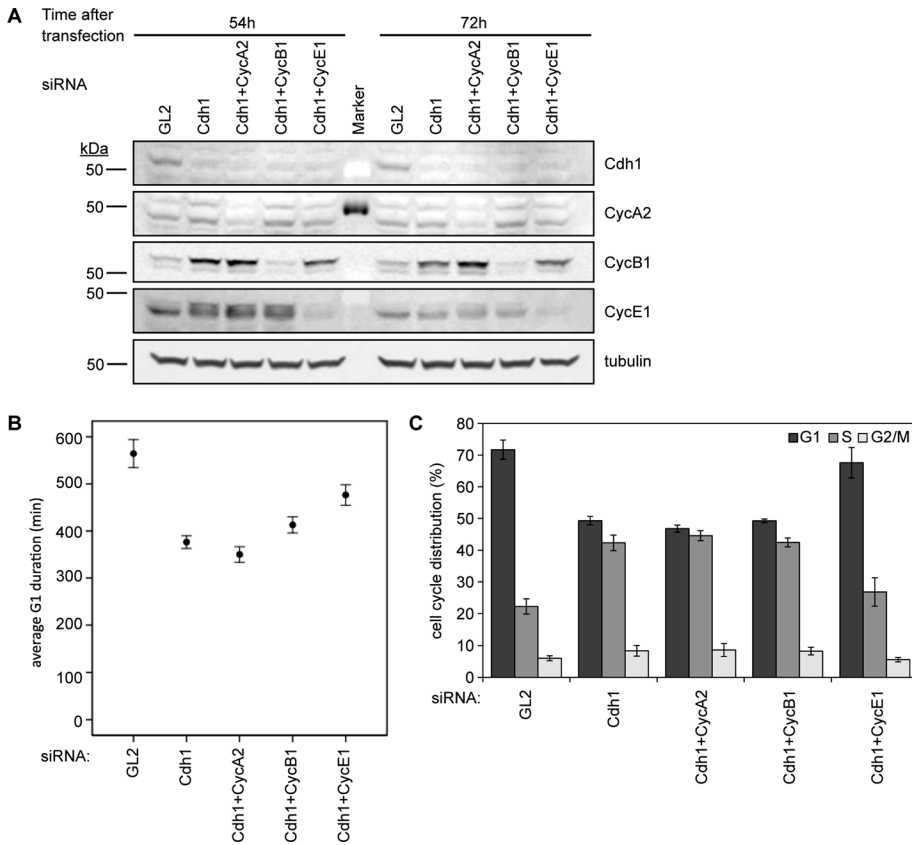 A
Time after
transfection
54h
72h
siRNA
GL2
Cdh1
Cdh1+CycA2
Cdh1+CycB1
Cdh1+CycE1
Marker
GL2
Cdh1
Cdh1+CycA2
Cdh1+CycB1
Cdh1+CycE1
kDa
50
Cdh1
50
CycA2
50
CycB1
50
CycE1
50
tubulin
B
average G1 duration (min)
600
500
400
300
200
100
0
siRNA:
GL2
Cdh1
Cdh1+CycA2
Cdh1+CycB1
Cdh1+CycE1
C
cell cycle distribution (%)
80
70
60
50
40
30
20
10
0
G1 S G2/M
siRNA:
GL2
Cdh1
Cdh1+CycA2
Cdh1+CycB1
Cdh1+CycE1